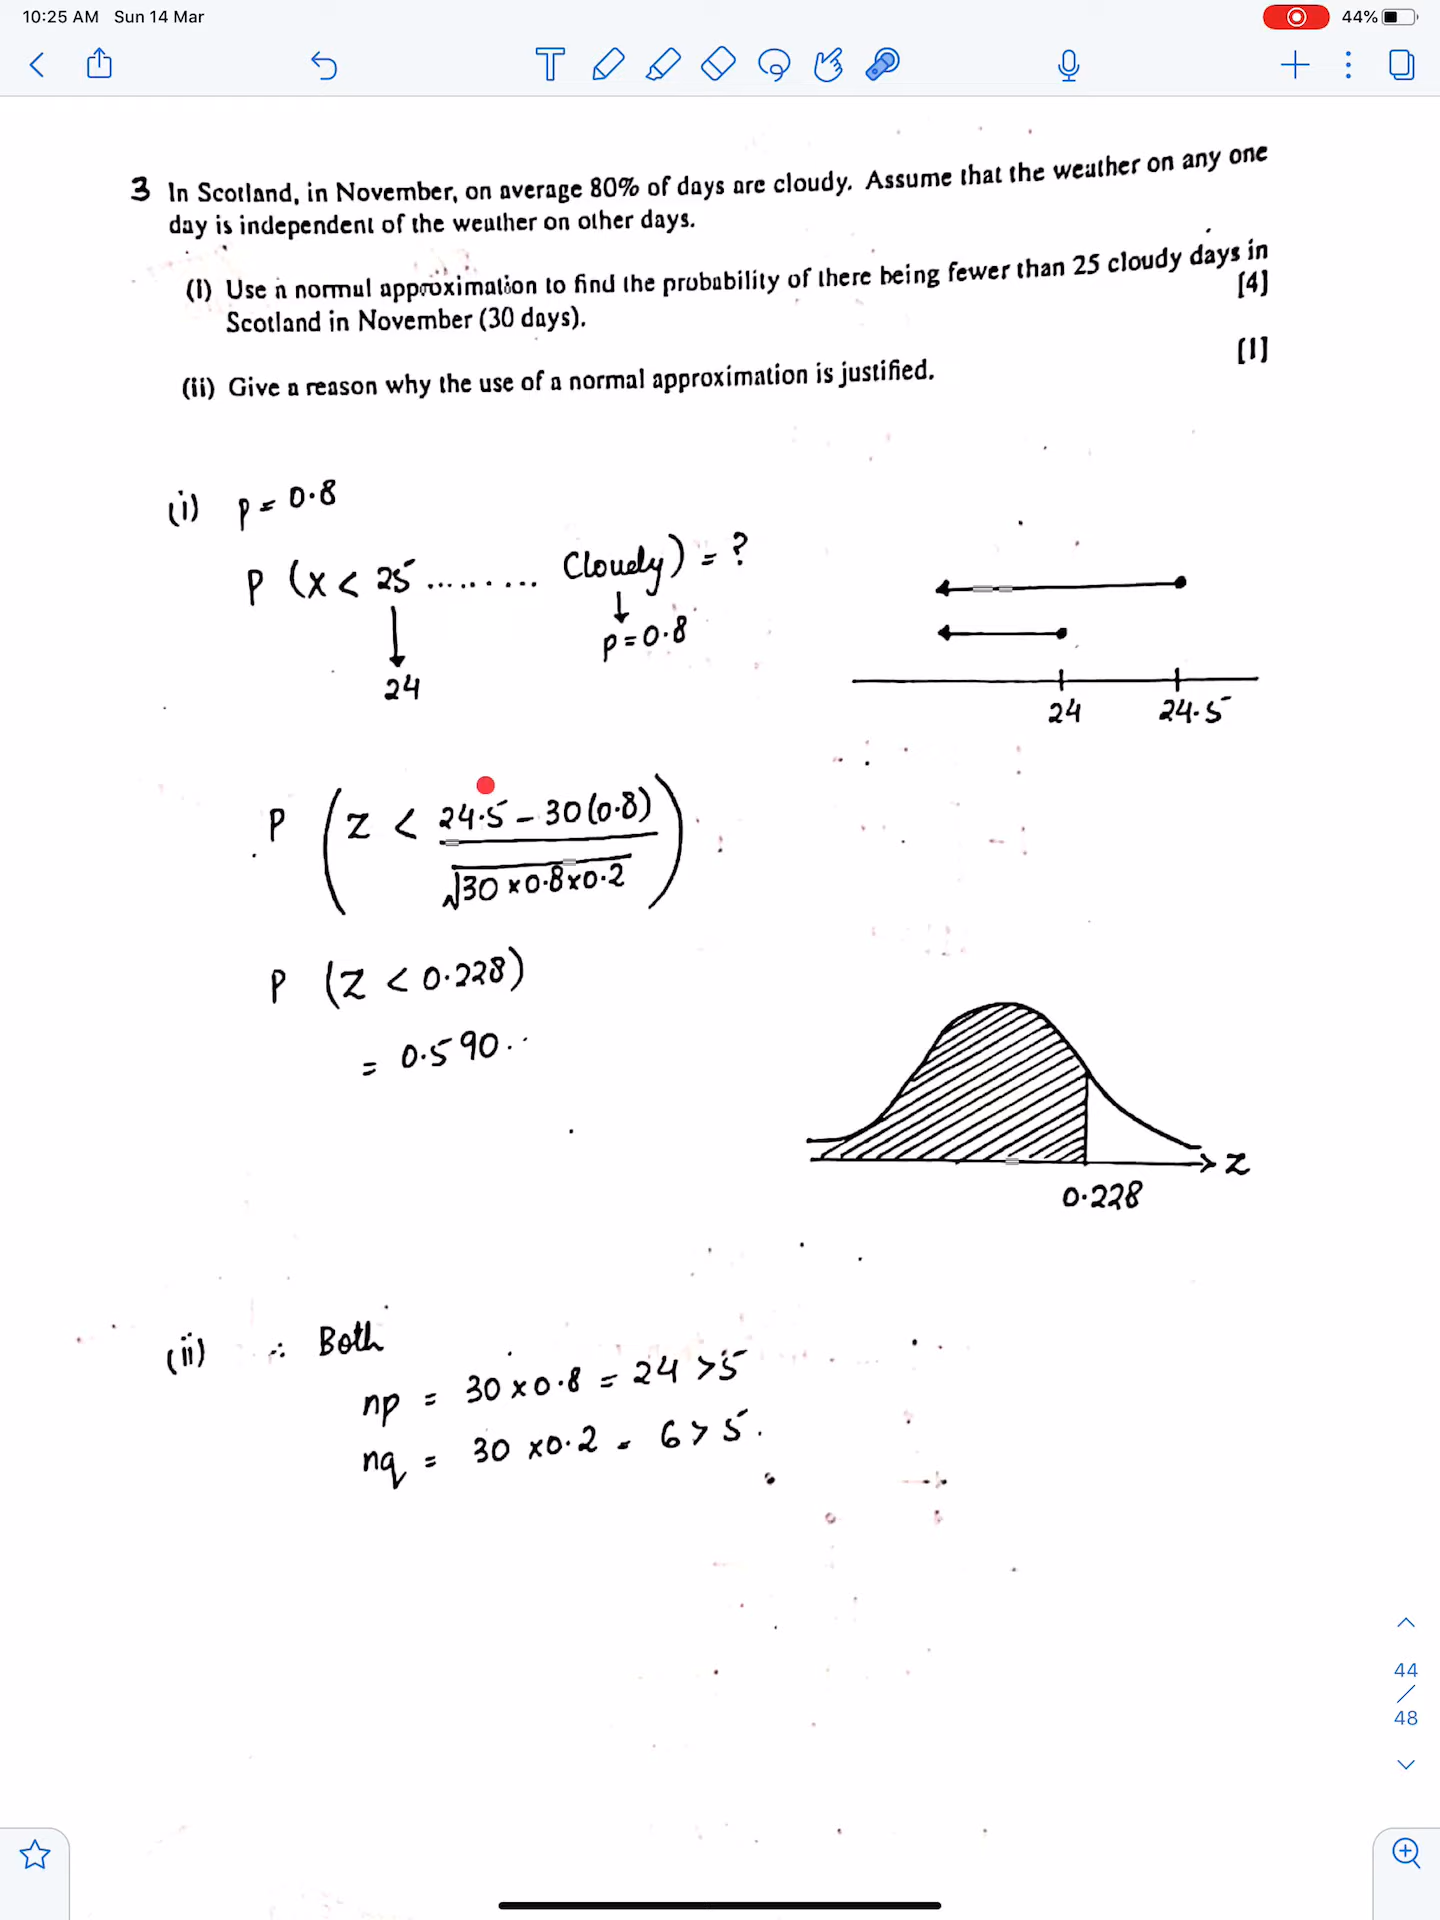 10:25 AM Sun 14 Mar
44%
3 In Scotland, in November, on average 80% of days are cloudy. Assume that the weather on any one
day is independent of the weather on other days.
(i) Use a normal approximation to find the probability of there being fewer than 25 cloudy days in
Scotland in November (30 days). [4]
(ii) Give a reason why the use of a normal approximation is justified. [1]
(i) p = 0.8
P (X < 25 ......... Cloudy) = ?
p = 0.8
24
24 24.5
P ( Z < 24.5 - 30(0.8) / √30 × 0.8 × 0.2 )
P (Z < 0.228)
= 0.590..
Z
0.228
(ii) ∴ Both
np = 30 × 0.8 = 24 > 5
nq = 30 × 0.2 = 6 > 5.
44
/
48